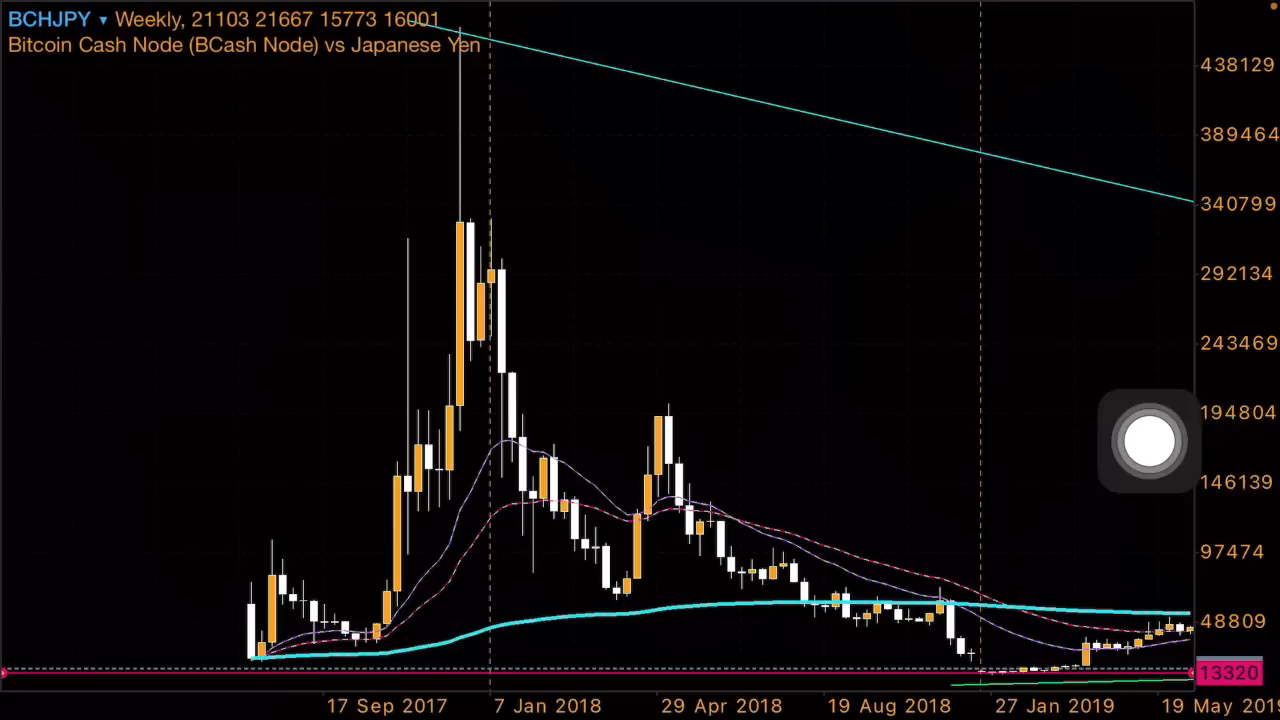 BCHJPY ▾ Weekly, 21103 21667 15773 16001
Bitcoin Cash Node (BCash Node) vs Japanese Yen
438129
389464
340799
292134
243469
194804
146139
97474
48809
13320
17 Sep 2017
7 Jan 2018
29 Apr 2018
19 Aug 2018
27 Jan 2019
19 May